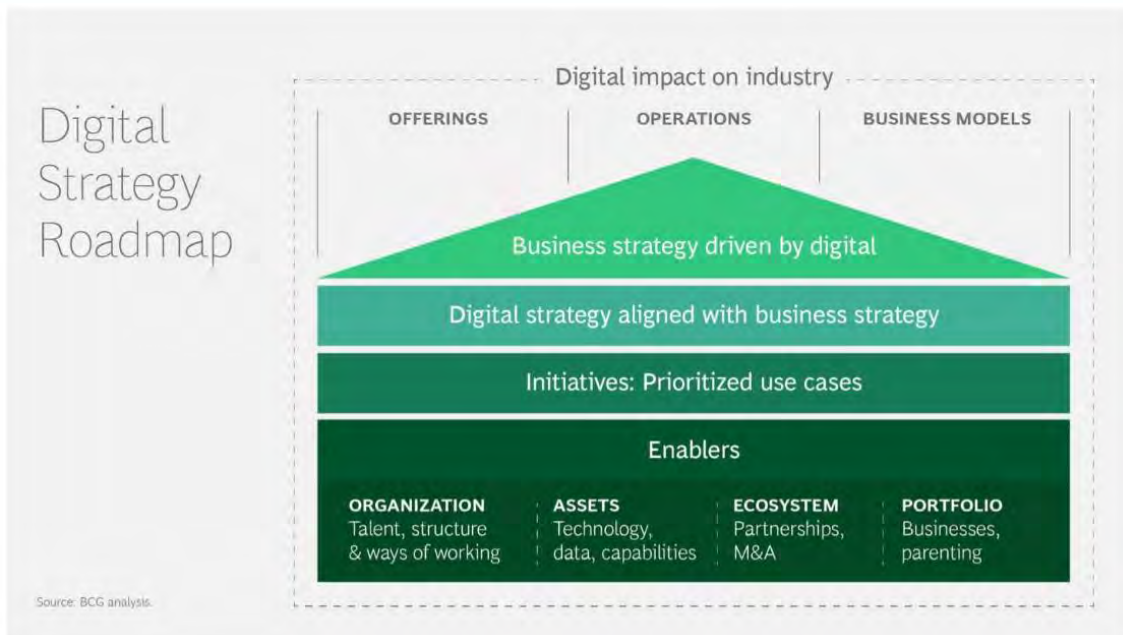 Digital
Strategy
Roadmap
Digital impact on industry
OFFERINGS
OPERATIONS
BUSINESS MODELS
Business strategy driven by digital
Digital strategy aligned with business strategy
Initiatives: Prioritized use cases
Enablers
ORGANIZATION
Talent, structure
& ways of working
ASSETS
Technology,
data, capabilities
ECOSYSTEM
Partnerships,
M&A
PORTFOLIO
Businesses,
parenting
Source: BCG analysis.